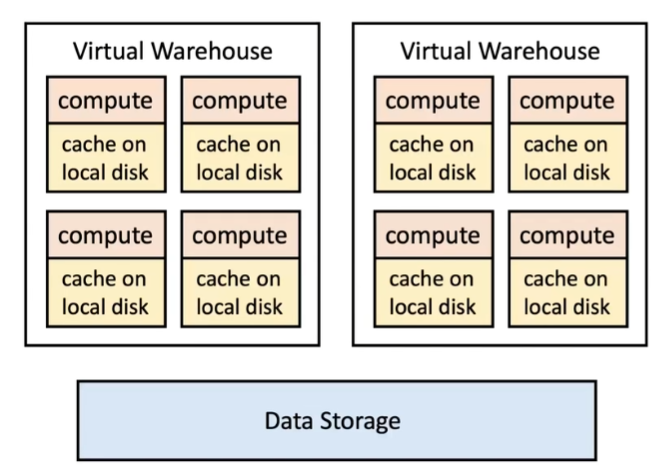 Virtual Warehouse
compute
cache on
local disk
compute
cache on
local disk
compute
cache on
local disk
compute
cache on
local disk
Virtual Warehouse
compute
cache on
local disk
compute
cache on
local disk
compute
cache on
local disk
compute
cache on
local disk
Data Storage